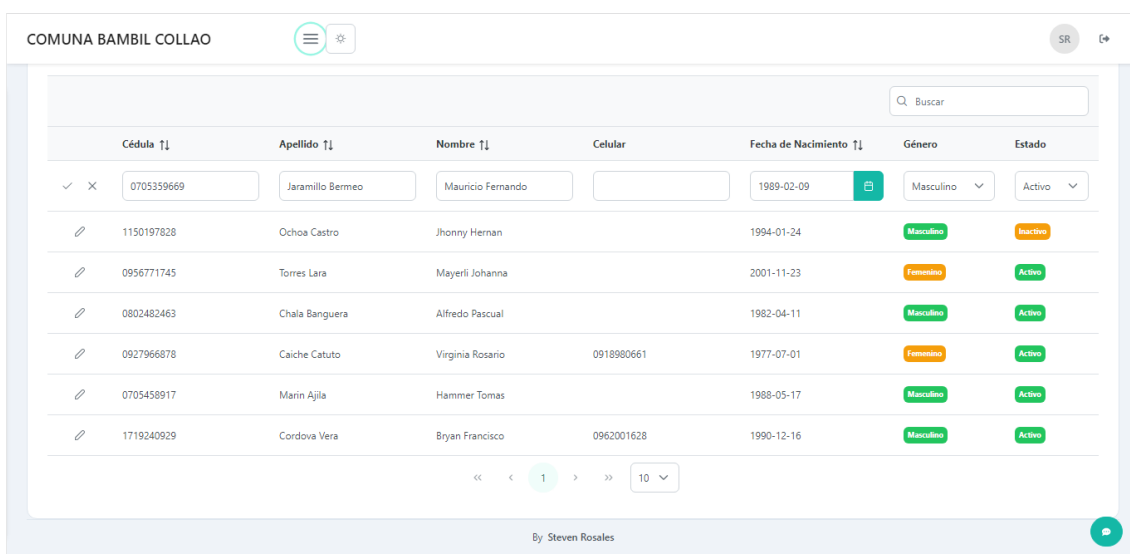 COMUNA BAMBIL COLLAO SR
Buscar
Cédula Apellido Nombre Celular Fecha de Nacimiento Género Estado
0705359669 Jaramillo Bermeo Mauricio Fernando 1989-02-09 Masculino Activo
1150197828 Ochoa Castro Jhonny Hernan 1994-01-24 Masculino Inactivo
0956771745 Torres Lara Mayerli Johanna 2001-11-23 Femenino Activo
0802482463 Chala Banguera Alfredo Pascual 1982-04-11 Masculino Activo
0927966878 Caiche Catuto Virginia Rosario 0918980661 1977-07-01 Femenino Activo
0705458917 Marin Ajila Hammer Tomas 1988-05-17 Masculino Activo
1719240929 Cordova Vera Bryan Francisco 0962001628 1990-12-16 Masculino Activo
« ‹ 1 › » 10
By Steven Rosales